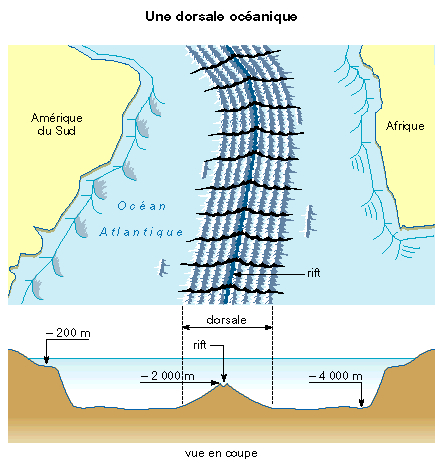 Une dorsale océanique
Amérique
du Sud
Afrique
Océan
Atlantique
rift
dorsale
– 200 m
rift
– 2 000 m
– 4 000 m
vue en coupe